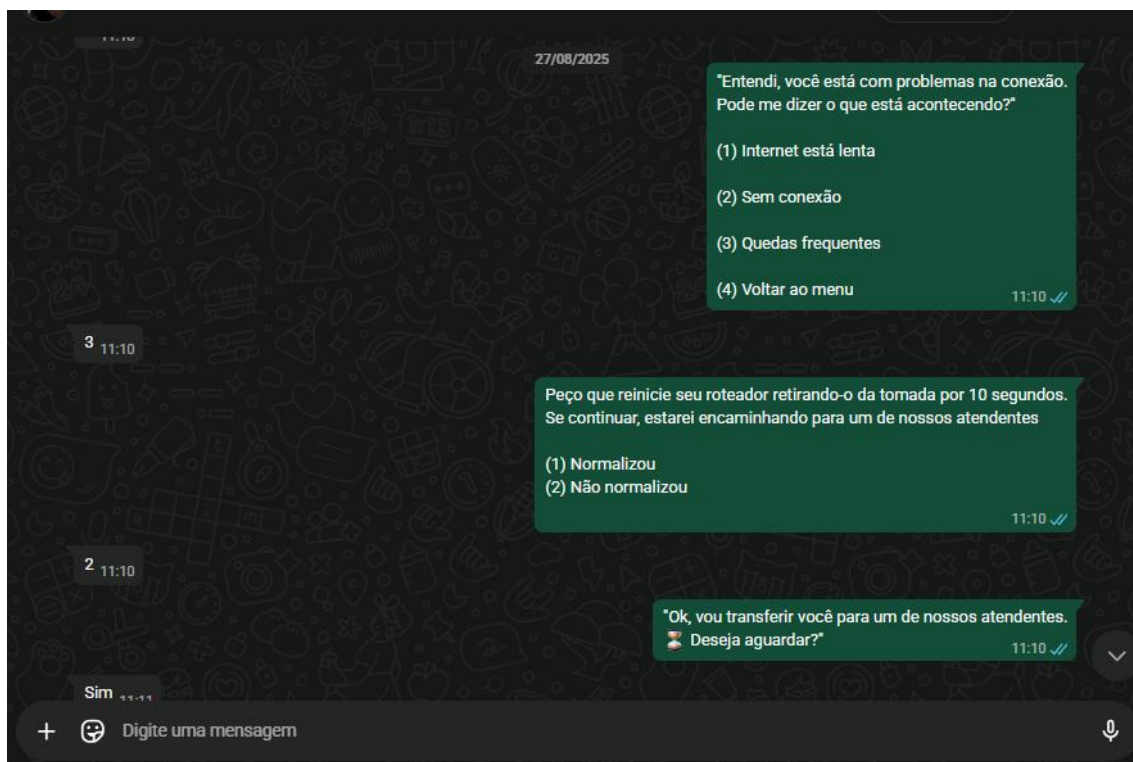 27/08/2025
"Entendi, você está com problemas na conexão.
Pode me dizer o que está acontecendo?"
(1) Internet está lenta
(2) Sem conexão
(3) Quedas frequentes
(4) Voltar ao menu
11:10
3 11:10
Peço que reinicie seu roteador retirando-o da tomada por 10 segundos.
Se continuar, estarei encaminhando para um de nossos atendentes
(1) Normalizou
(2) Não normalizou
11:10
2 11:10
"Ok, vou transferir você para um de nossos atendentes.
⏳ Deseja aguardar?"
11:10
Sim 11:11
Digite uma mensagem